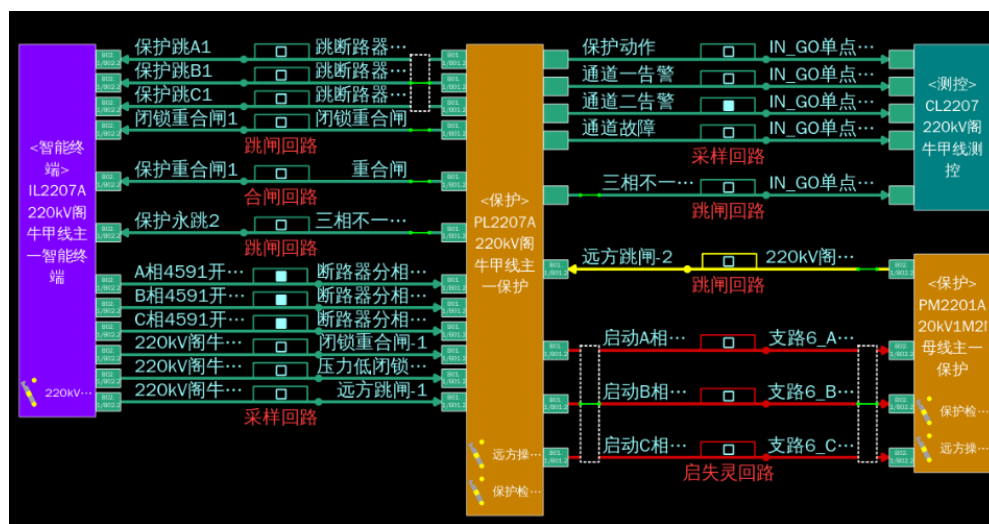 <智能终
端>
IL2207A
220kV阁
牛甲线主
一智能终
端
220kV…
保护跳A1 跳断路器…
保护跳B1 跳断路器…
保护跳C1 跳断路器…
闭锁重合闸1 闭锁重合闸
跳闸回路
保护重合闸1 重合闸
合闸回路
保护永跳2 三相不一…
跳闸回路
A相4591开… 断路器分相…
B相4591开… 断路器分相…
C相4591开… 断路器分相…
220kV阁牛… 闭锁重合闸-1
220kV阁牛… 压力低闭锁…
220kV阁牛… 远方跳闸-1
采样回路
<保护>
PL2207A
220kV阁
牛甲线主
一保护
远方操…
保护检…
保护动作 IN_GO单点…
通道一告警 IN_GO单点…
通道二告警 IN_GO单点…
通道故障 IN_GO单点…
采样回路
三相不一… IN_GO单点…
跳闸回路
远方跳闸-2 220kV阁…
跳闸回路
启动A相… 支路6_A…
启动B相… 支路6_B…
启动C相… 支路6_C…
启失灵回路
<测控>
CL2207
220kV阁
牛甲线测
控
<保护>
PM2201A
20kV1M2M
母线主一
保护
保护检…
远方操…